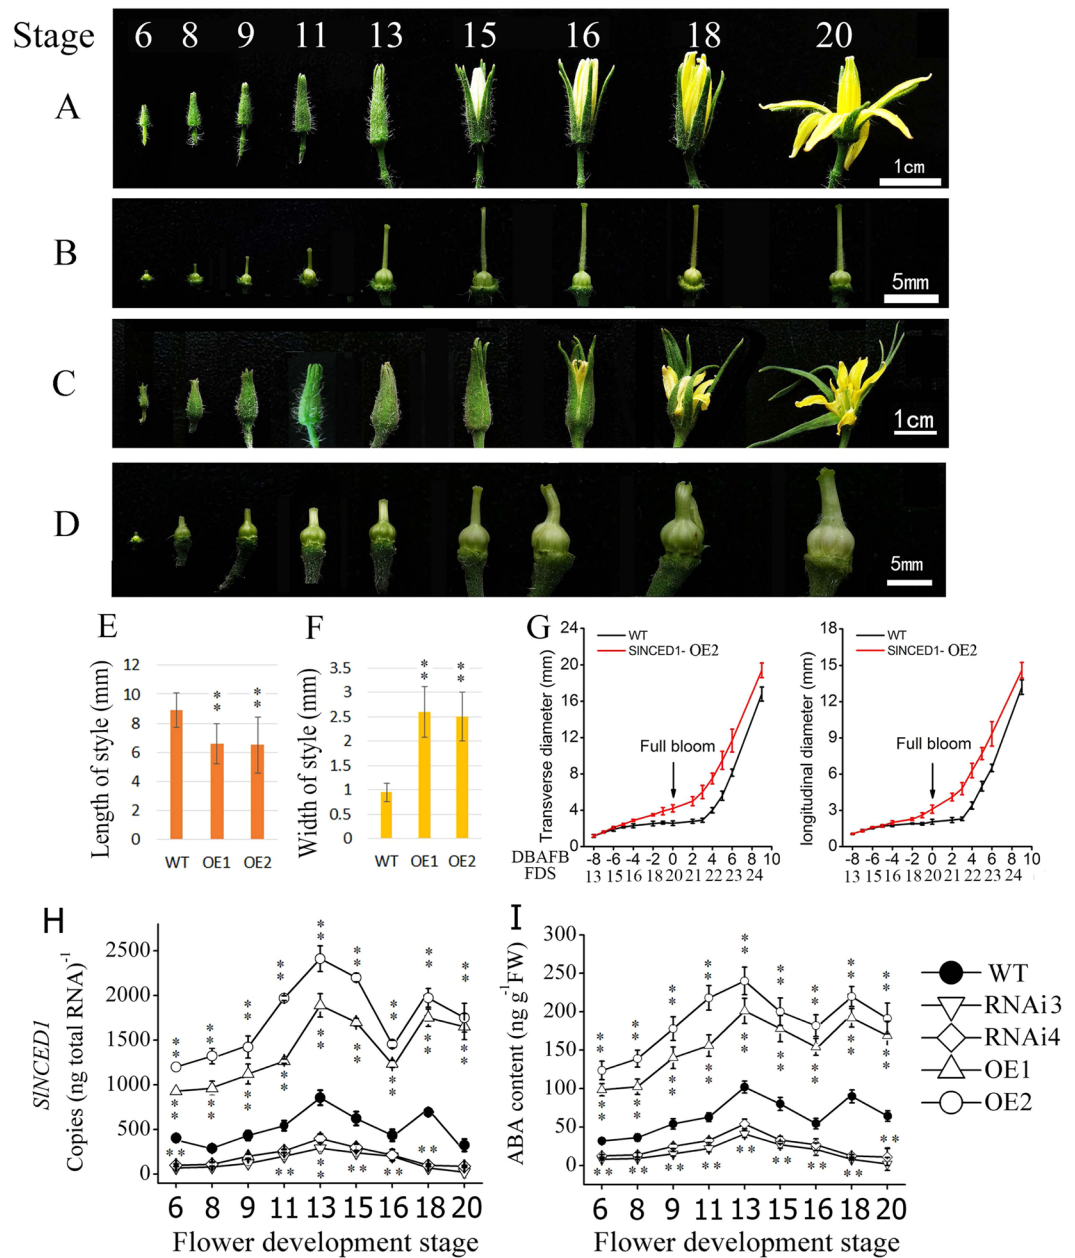 Stage 6 8 9 11 13 15 16 18 20
A
1cm
B
5mm
C
1cm
D
5mm
E
Length of style (mm)
12
10
8
6
4
2
0
**
**
WT OE1 OE2
F
Width of style (mm)
3.5
3
2.5
2
1.5
1
0.5
0
**
**
WT OE1 OE2
G
Transverse diameter (mm)
24
20
16
12
8
4
0
WT
SlNCED1- OE2
Full bloom
DBAFB -8 -6 -4 -2 0 2 4 6 8 10
FDS 13 15 16 18 20 21 22 23 24
longitudinal diameter (mm)
18
15
12
9
6
3
0
WT
SlNCED1- OE2
Full bloom
-8 -6 -4 -2 0 2 4 6 8 10
13 15 16 18 20 21 22 23 24
H
SlNCED1
Copies (ng total RNA)-1
2500
2000
1500
1000
500
0
6 8 9 11 13 15 16 18 20
Flower development stage
I
ABA content (ng g-1FW)
300
250
200
150
100
50
0
6 8 9 11 13 15 16 18 20
Flower development stage
WT
RNAi3
RNAi4
OE1
OE2